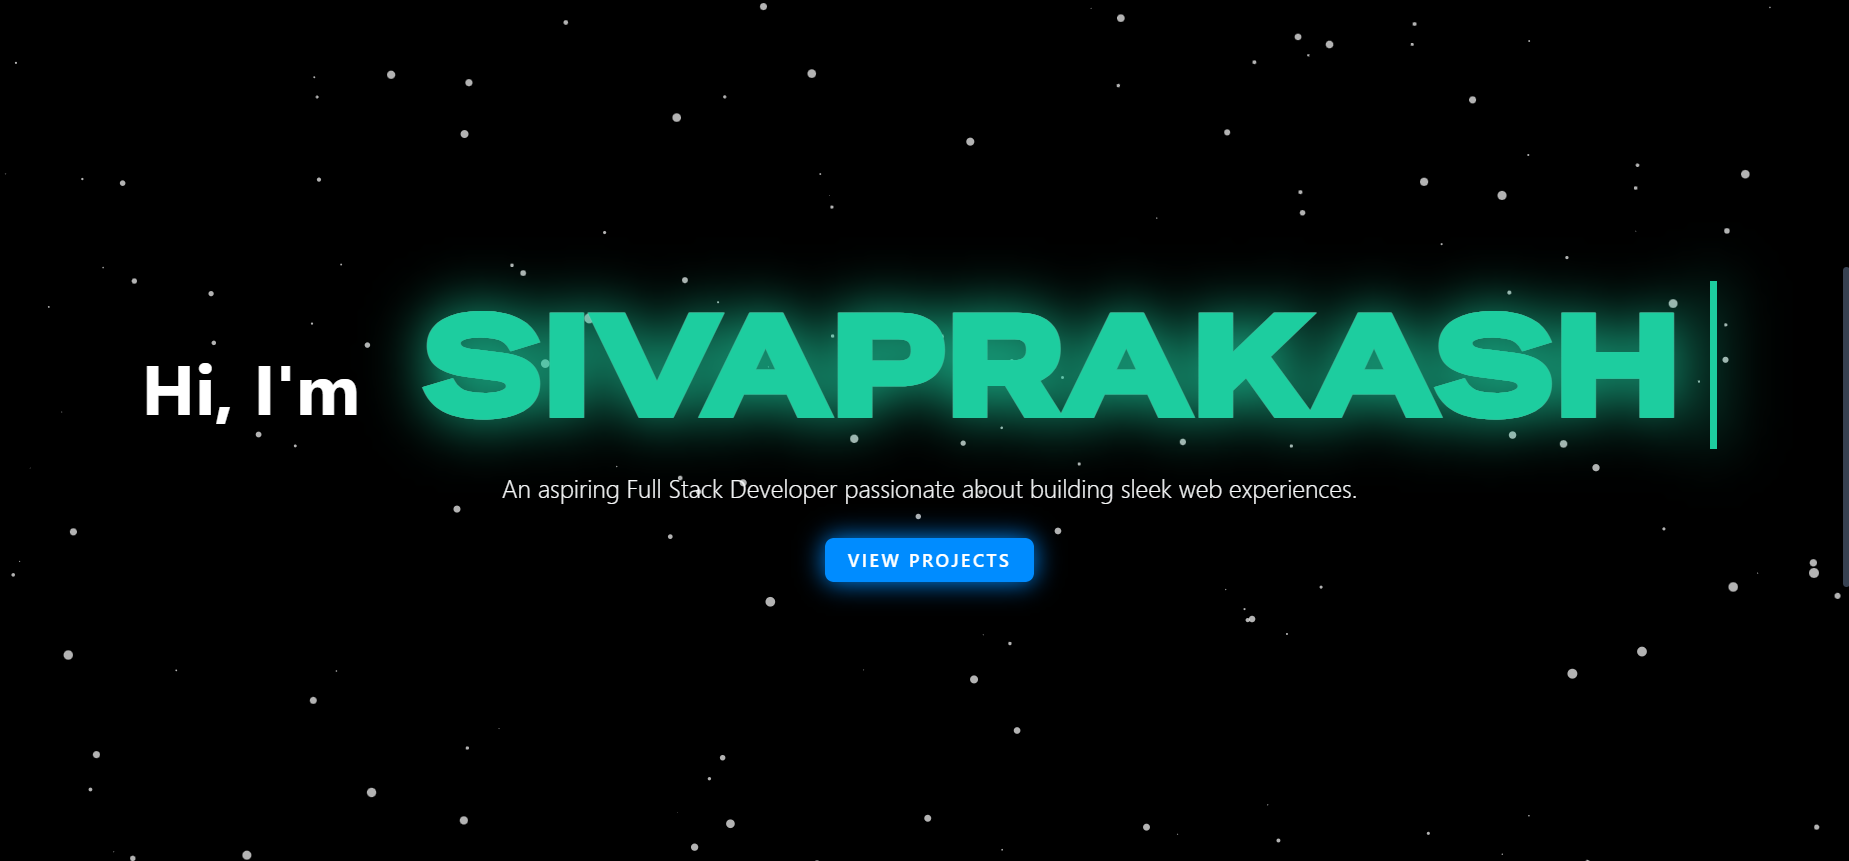 Hi, I'm SIVAPRAKASH
An aspiring Full Stack Developer passionate about building sleek web experiences.
VIEW PROJECTS